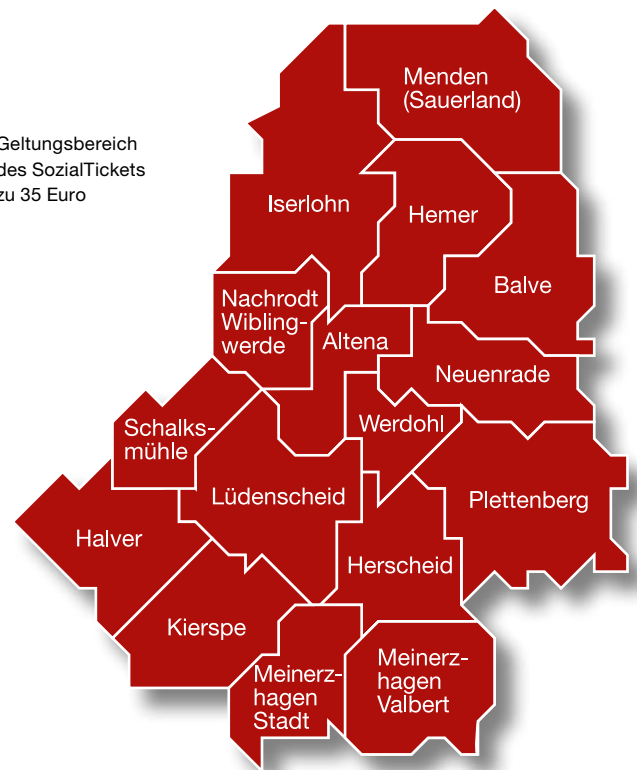 Geltungsbereich
des SozialTickets
zu 35 Euro
Menden
(Sauerland)
Iserlohn
Hemer
Balve
Nachrodt
Wibling-
werde
Altena
Neuenrade
Schalks-
mühle
Werdohl
Lüdenscheid
Plettenberg
Halver
Herscheid
Kierspe
Meinerz-
hagen
Stadt
Meinerz-
hagen
Valbert